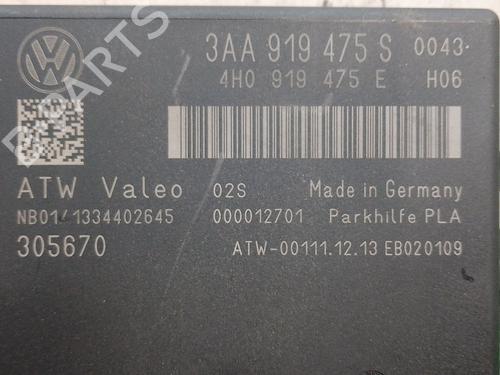 3AA 919 475 S 0043
4H0 919 475 E H06
ATW Valeo 02S Made in Germany
NB01 1334402645 000012701 Parkhilfe PLA
305670 ATW-00111.12.13 EB020109